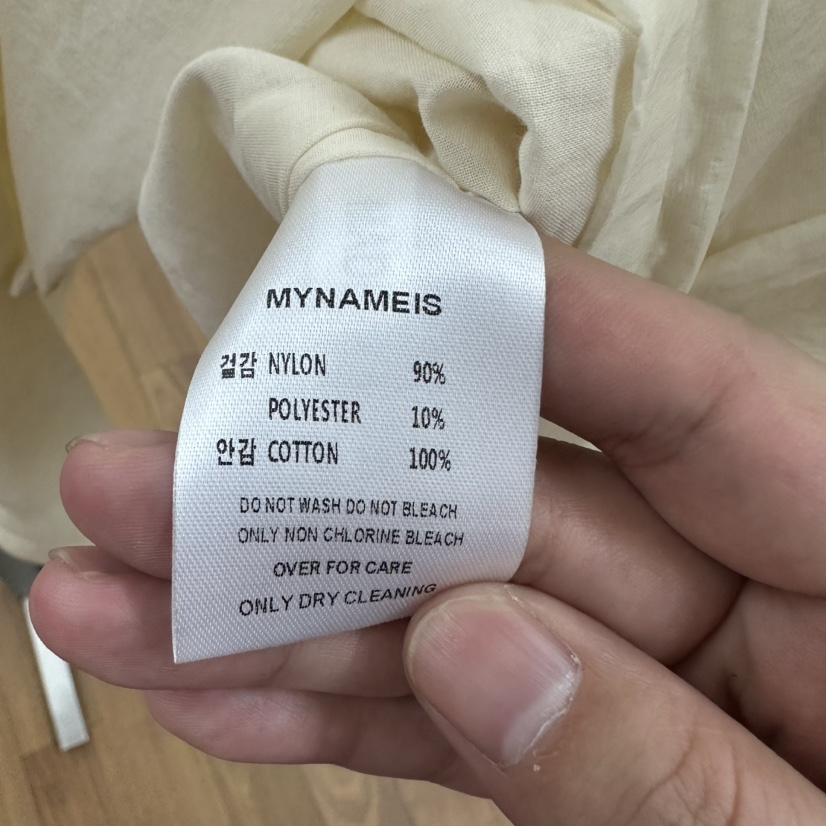 MYNAMEIS
겉감 NYLON 90%
POLYESTER 10%
안감 COTTON 100%
DO NOT WASH DO NOT BLEACH
ONLY NON CHLORINE BLEACH
OVER FOR CARE
ONLY DRY CLEANING